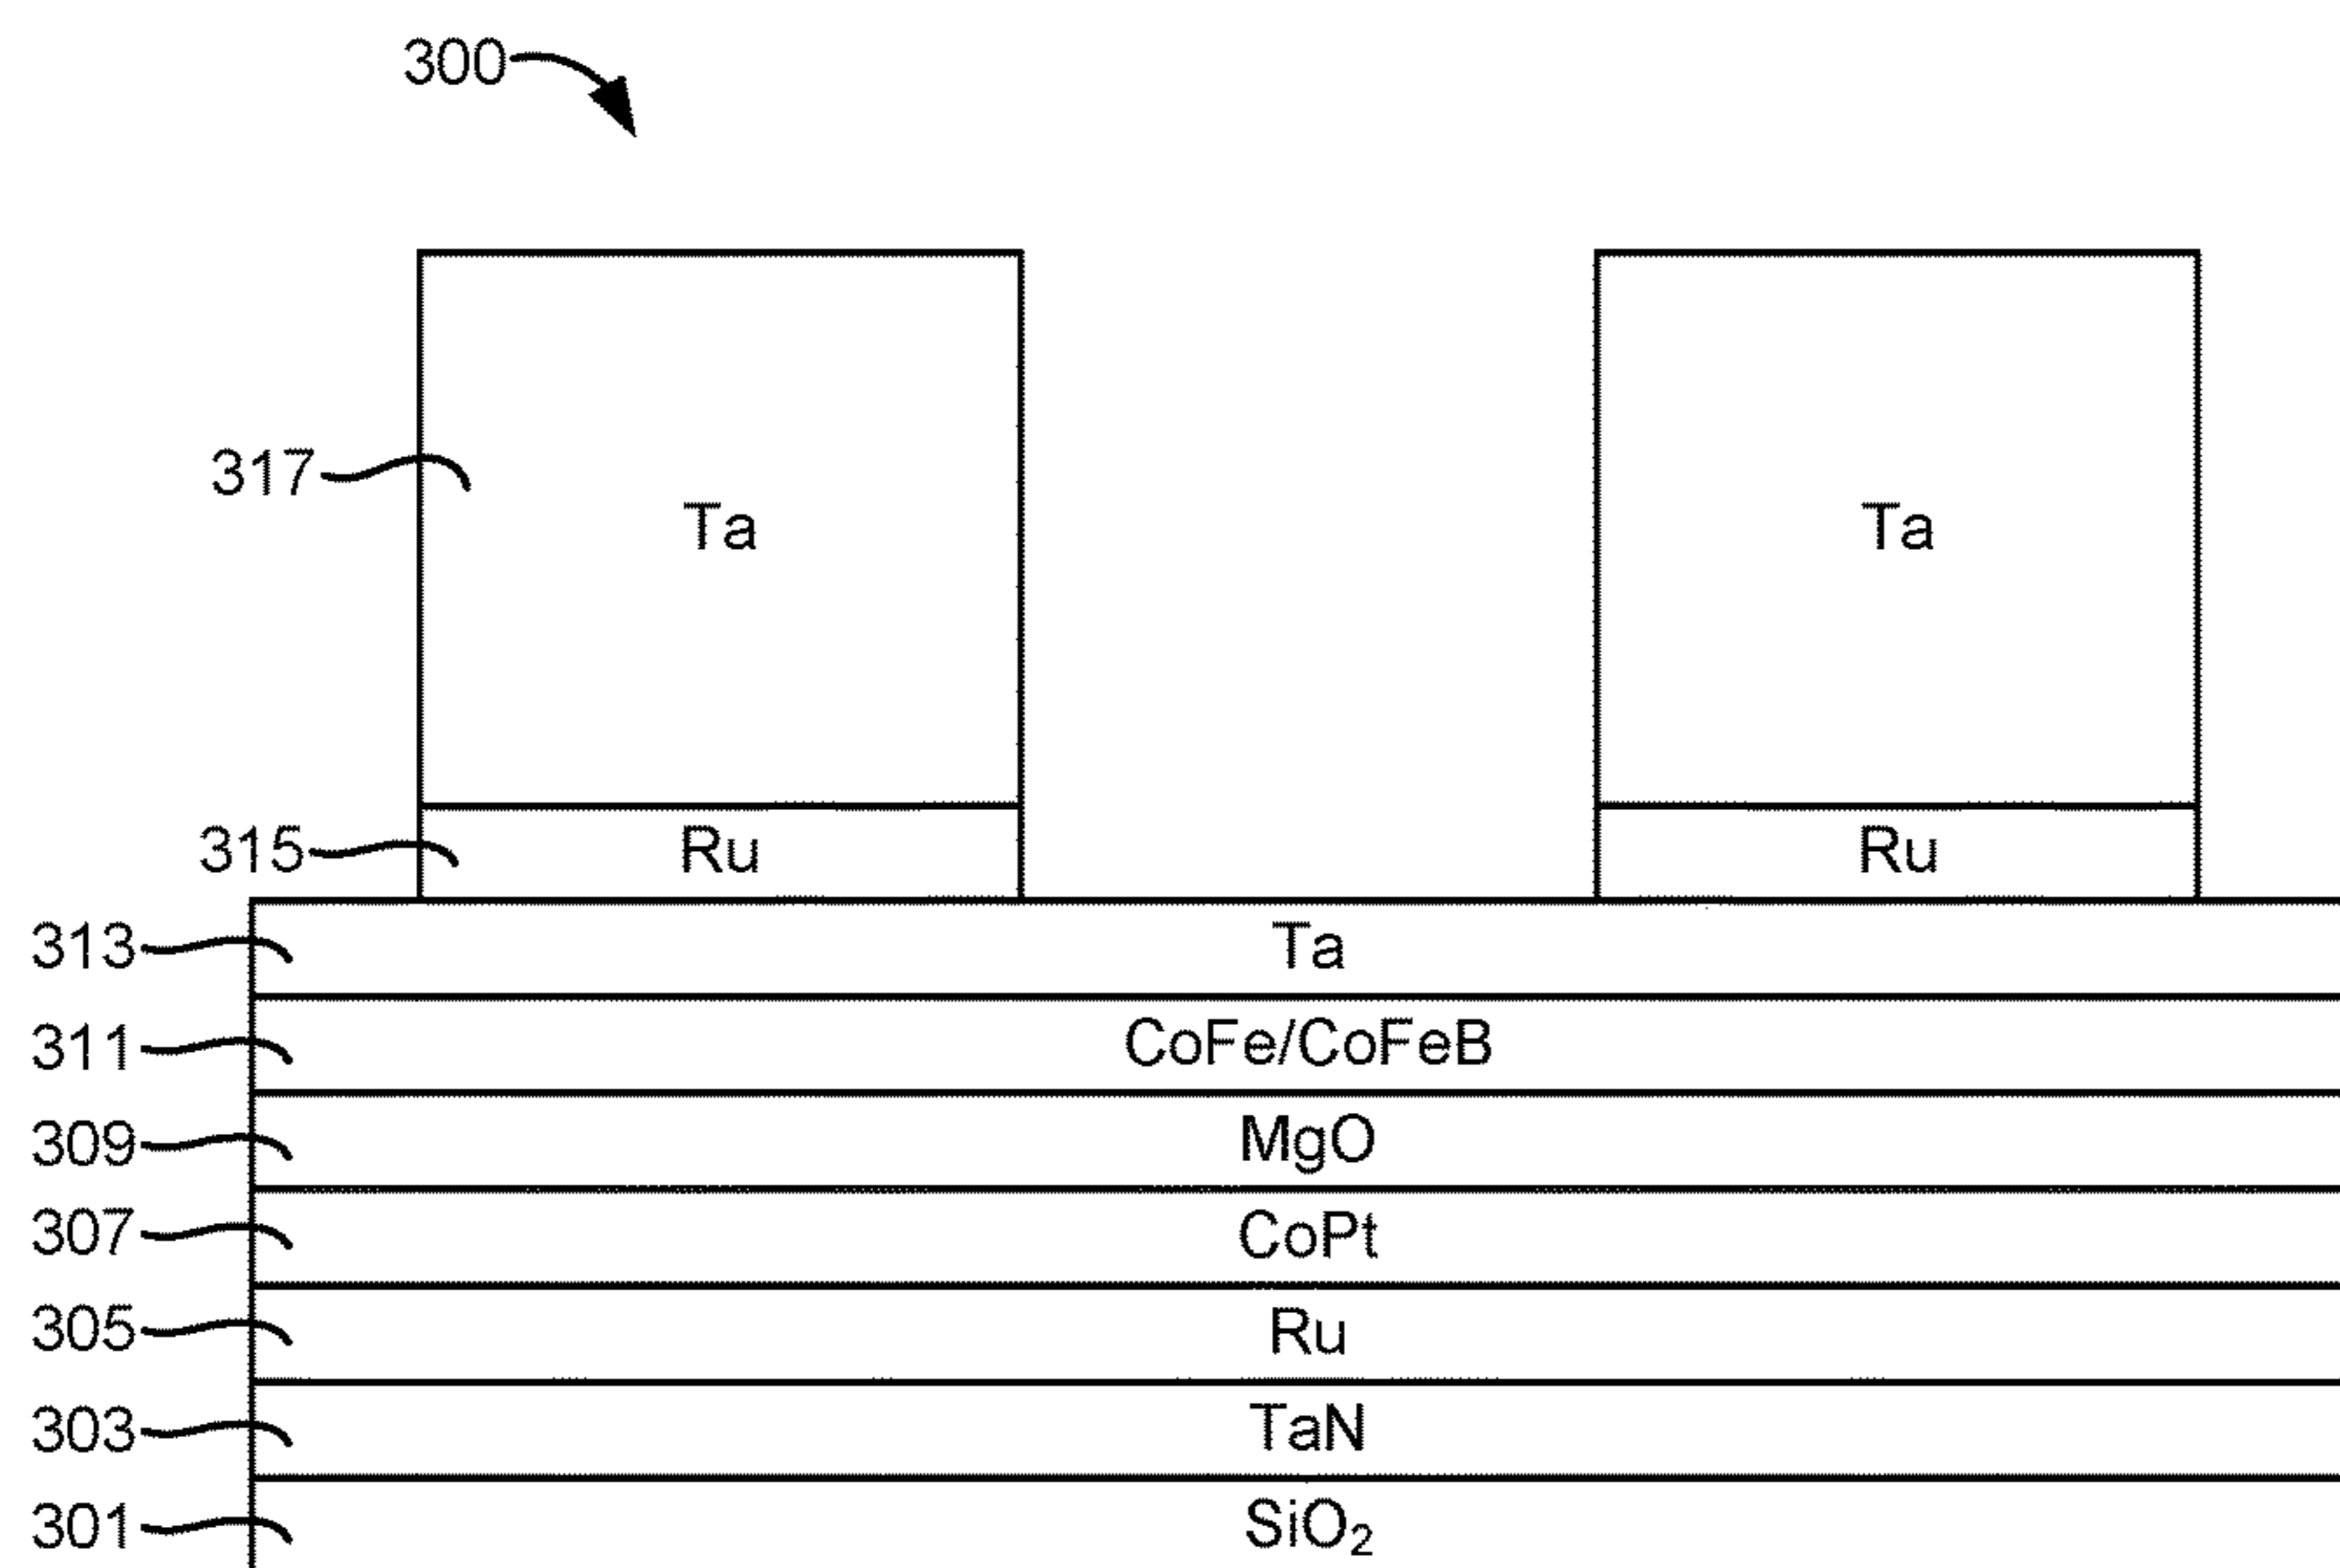 300
317 Ta Ta
315 Ru Ru
313 Ta
311 CoFe/CoFeB
309 MgO
307 CoPt
305 Ru
303 TaN
301 SiO₂